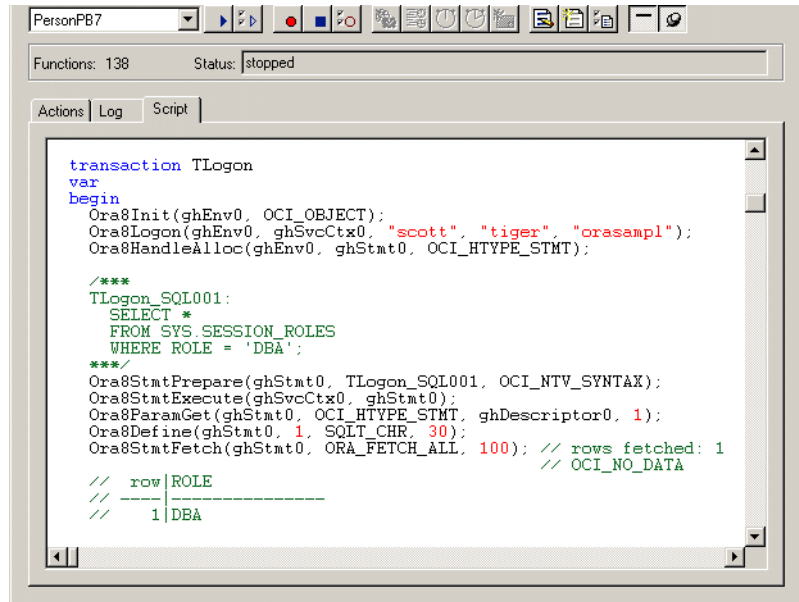 PersonPB7
Functions: 138 Status: stopped
Actions Log Script
transaction TLogon
var
begin
Ora8Init(ghEnv0, OCI_OBJECT);
Ora8Logon(ghEnv0, ghSvcCtx0, "scott", "tiger", "orasampl");
Ora8HandleAlloc(ghEnv0, ghStmt0, OCI_HTYPE_STMT);
/***
TLogon_SQL001:
SELECT *
FROM SYS.SESSION_ROLES
WHERE ROLE = 'DBA';
***/
Ora8StmtPrepare(ghStmt0, TLogon_SQL001, OCI_NTV_SYNTAX);
Ora8StmtExecute(ghSvcCtx0, ghStmt0);
Ora8ParamGet(ghStmt0, OCI_HTYPE_STMT, ghDescriptor0, 1);
Ora8Define(ghStmt0, 1, SQLT_CHR, 30);
Ora8StmtFetch(ghStmt0, ORA_FETCH_ALL, 100); // rows fetched: 1
// OCI_NO_DATA
// row|ROLE
// ----|---------------
// 1|DBA